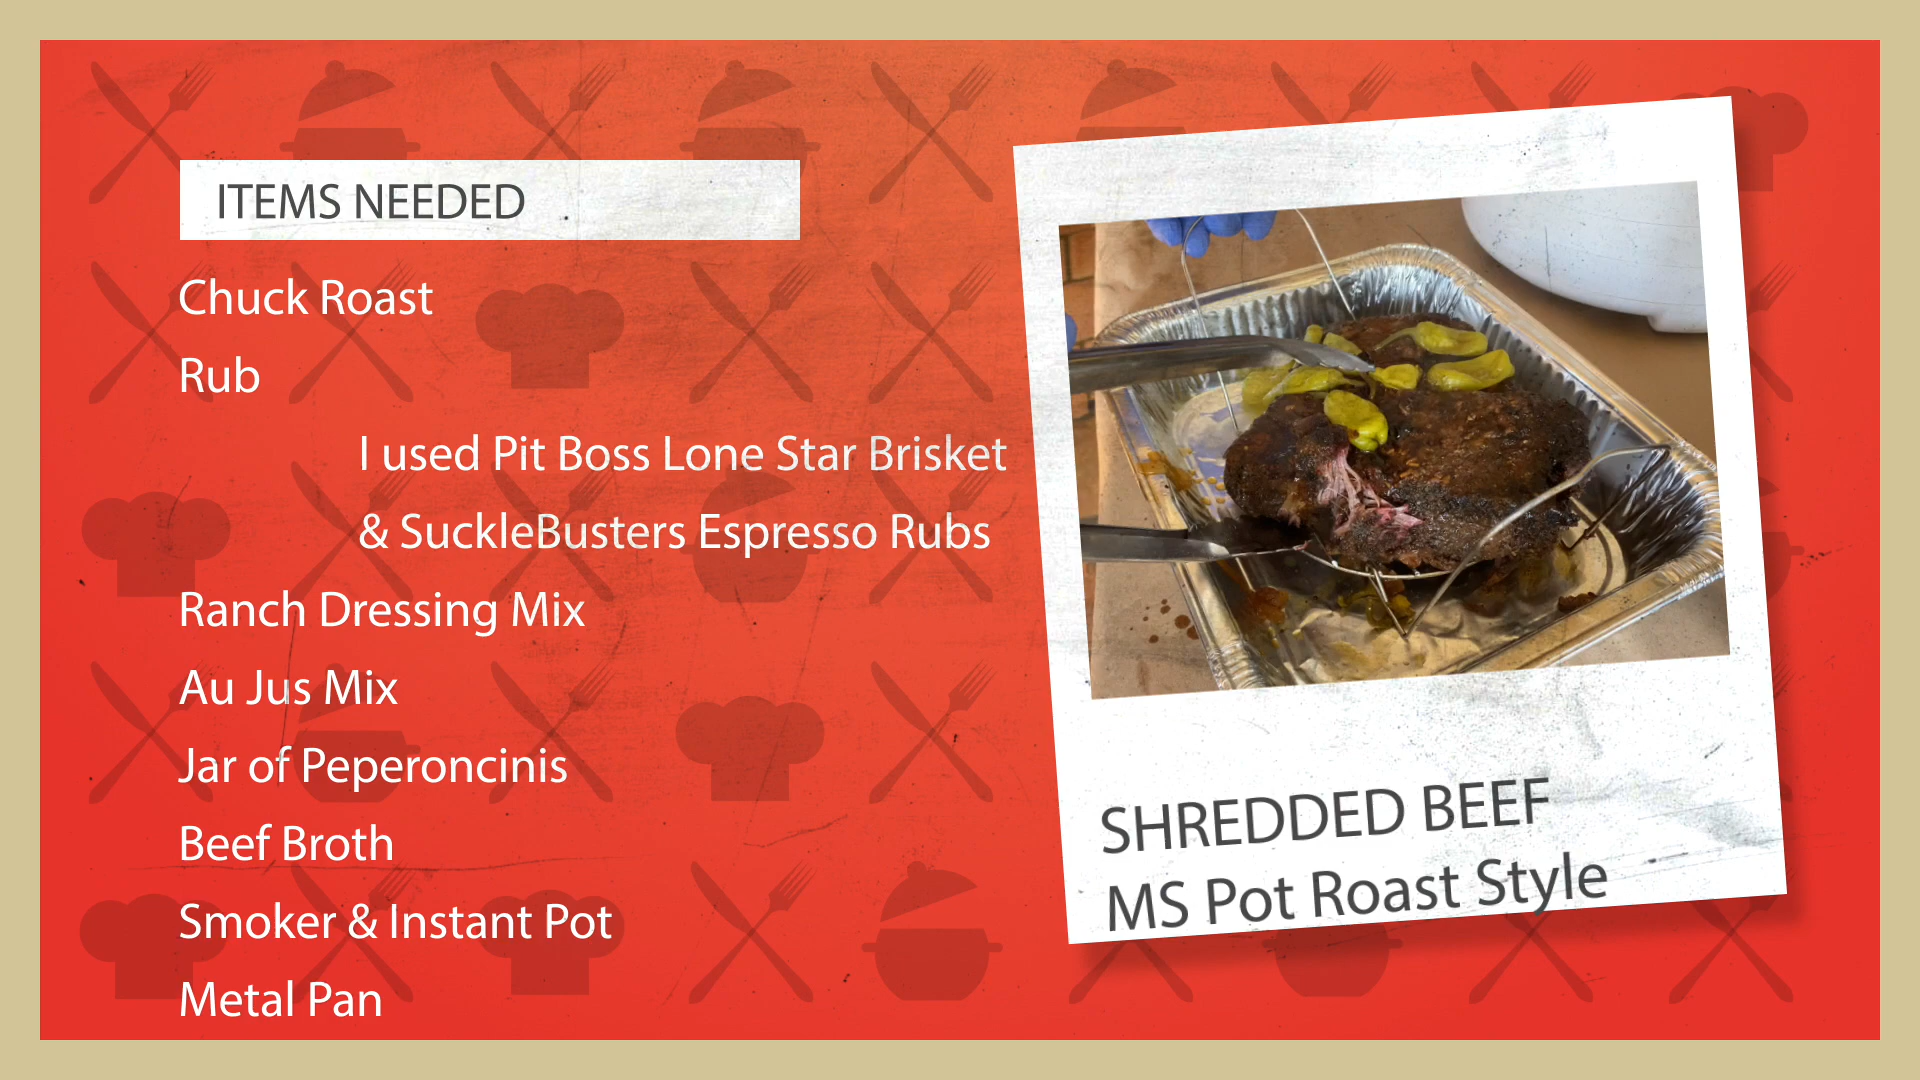 ITEMS NEEDED
Chuck Roast
Rub
I used Pit Boss Lone Star Brisket
& SuckleBusters Espresso Rubs
Ranch Dressing Mix
Au Jus Mix
Jar of Peperoncinis
Beef Broth
Smoker & Instant Pot
Metal Pan
SHREDDED BEEF
MS Pot Roast Style